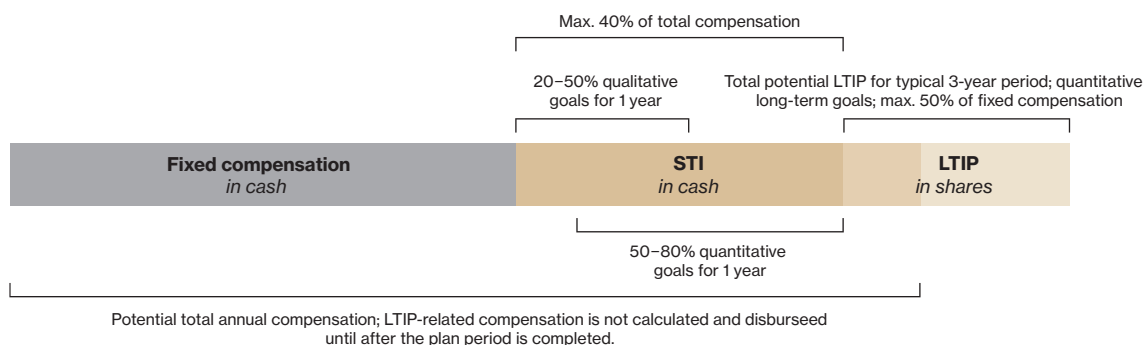 Max. 40% of total compensation
20–50% qualitative
goals for 1 year
Total potential LTIP for typical 3-year period; quantitative
long-term goals; max. 50% of fixed compensation
Fixed compensation
in cash
STI
in cash
LTIP
in shares
50–80% quantitative
goals for 1 year
Potential total annual compensation; LTIP-related compensation is not calculated and disburseed
until after the plan period is completed.